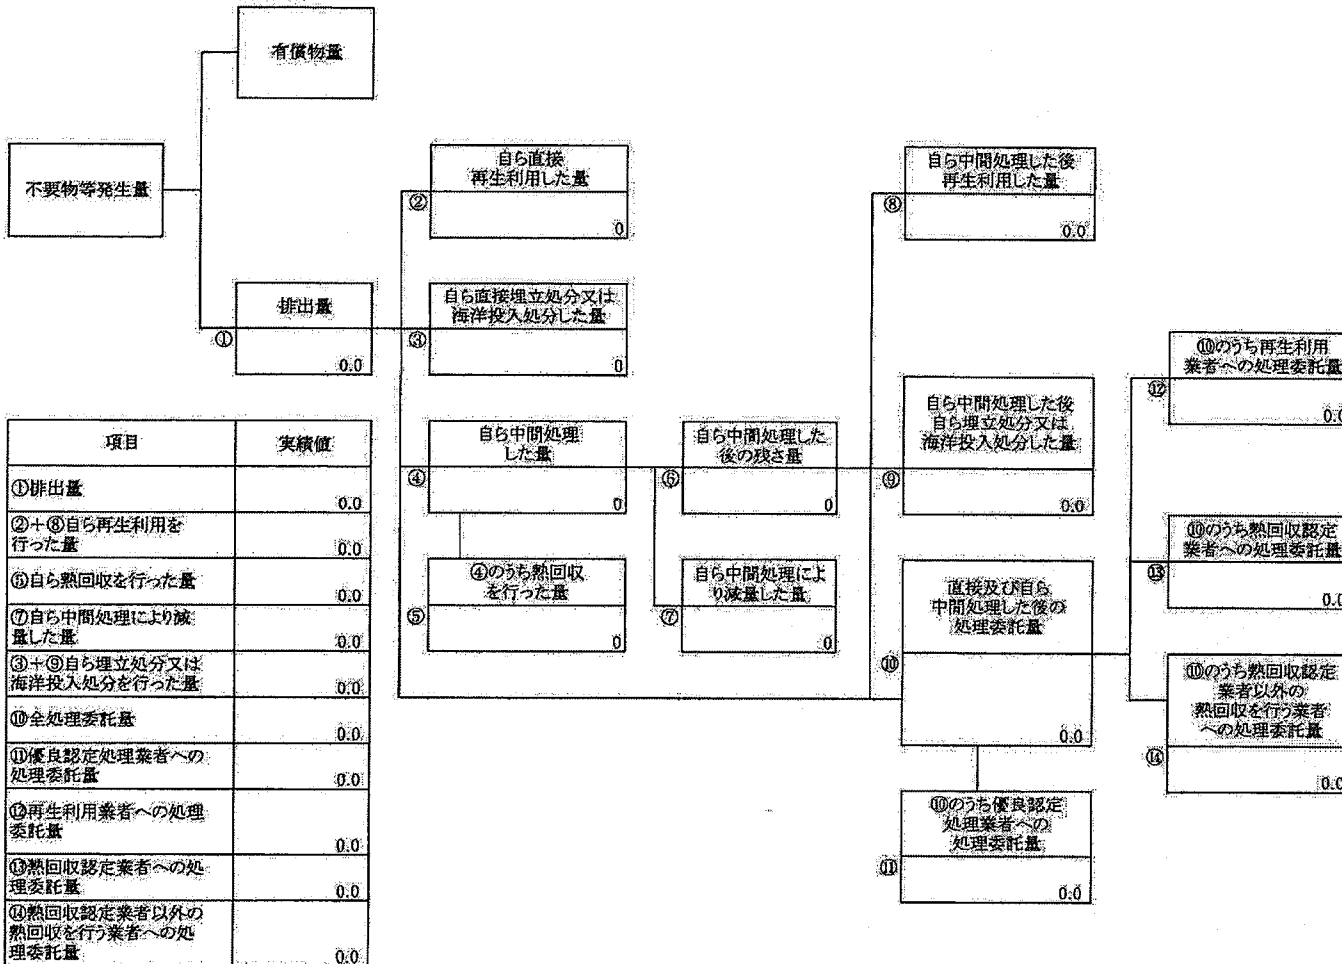 有償物量
不要物等発生量
自ら直接
再生利用した量
②
0
自ら中間処理した後
再生利用した量
⑧
0.0
排出量
①
0.0
自ら直接埋立処分又は
海洋投入処分した量
③
0
⑩のうち再生利用
業者への処理委託量
⑫
0.0
自ら中間処理
した量
④
0
自ら中間処理した
後の残さ量
⑥
0
自ら中間処理した後
自ら埋立処分又は
海洋投入処分した量
⑨
0.0
⑩のうち熱回収認定
業者への処理委託量
⑬
0.0
④のうち熱回収
を行った量
⑤
0
自ら中間処理によ
り減量した量
⑦
0
直接及び自ら
中間処理した後の
処理委託量
⑩
0.0
⑩のうち熱回収認定
業者以外の
熱回収を行う業者
への処理委託量
⑭
0.0
⑩のうち優良認定
処理業者への
処理委託量
⑪
0.0
項目 実績値
①排出量
0.0
②+⑧自ら再生利用を
行った量 0.0
⑤自ら熱回収を行った量
0.0
⑦自ら中間処理により減
量した量 0.0
③+⑨自ら埋立処分又は
海洋投入処分を行った量 0.0
⑩全処理委託量
0.0
⑪優良認定処理業者への
処理委託量 0.0
⑫再生利用業者への処理
委託量
0.0
⑬熱回収認定業者への処
理委託量 0.0
⑭熱回収認定業者以外の
熱回収を行う業者への処
理委託量 0.0